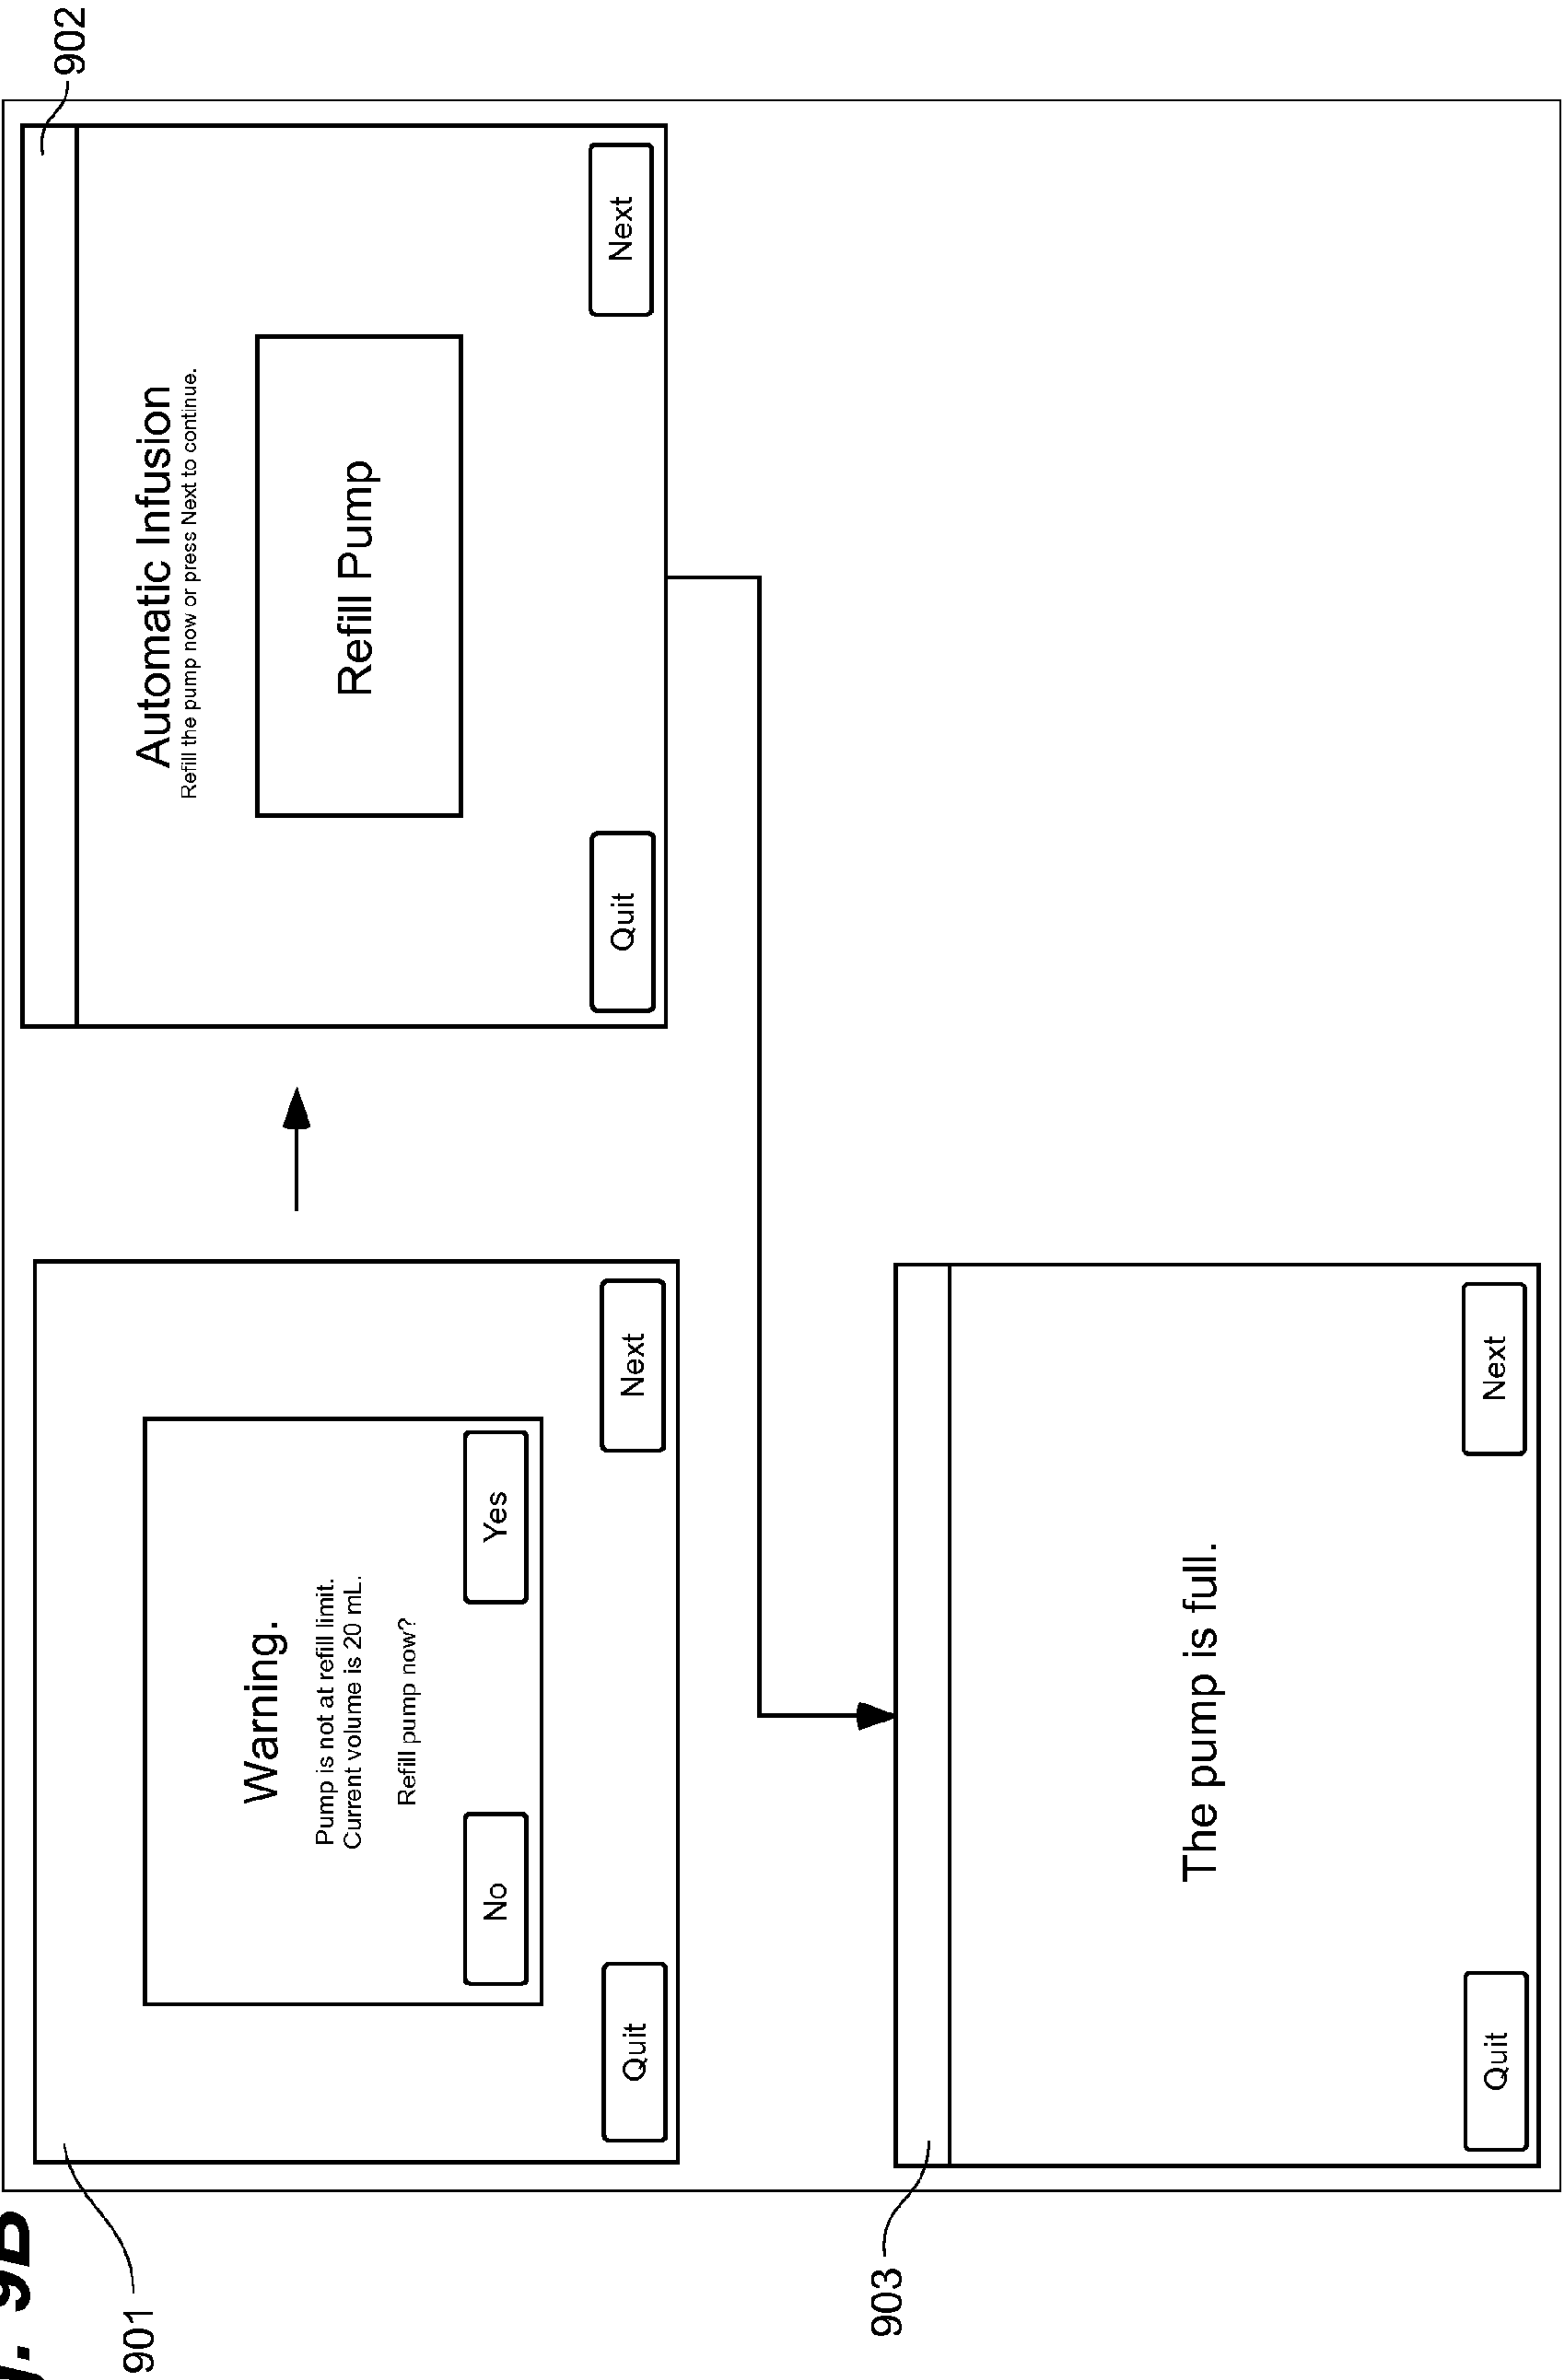 9B
901
Warning.
Pump is not at refill limit.
Current volume is 20 mL.
Refill pump now?
No
Yes
Quit
Next
902
Automatic Infusion
Refill the pump now or press Next to continue.
Refill Pump
Quit
Next
903
The pump is full.
Quit
Next